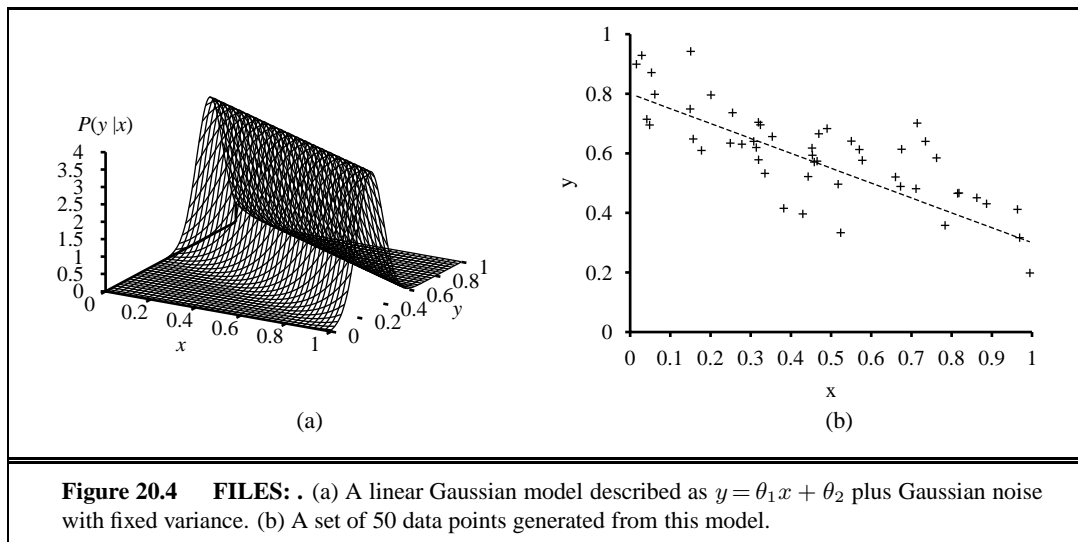 P(y |x)
4
3.5
3
2.5
2
1.5
1
0.5
0
0 0.2 0.4 0.6 0.8 1
x
0 0.2 0.4 0.6 0.8 1
y
(a)
1
0.8
0.6
0.4
0.2
0
y
0 0.1 0.2 0.3 0.4 0.5 0.6 0.7 0.8 0.9 1
x
(b)
Figure 20.4 FILES: . (a) A linear Gaussian model described as y = θ₁x + θ₂ plus Gaussian noise
with fixed variance. (b) A set of 50 data points generated from this model.